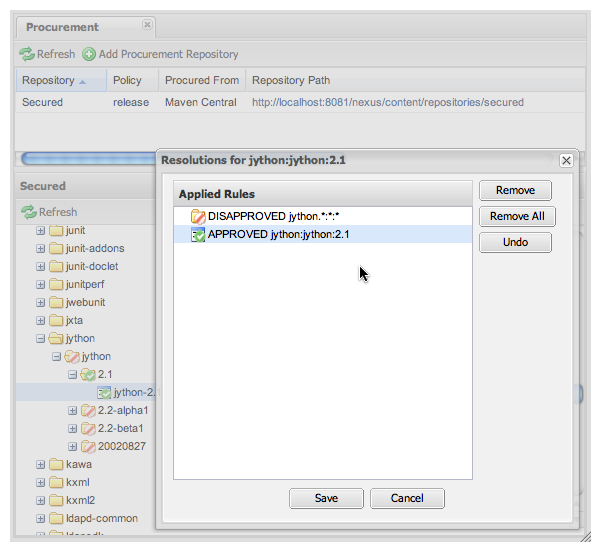 Procurement
Refresh Add Procurement Repository
Repository Policy Procured From Repository Path
Secured release Maven Central http://localhost:8081/nexus/content/repositories/secured
Resolutions for jython:jython:2.1
Secured
Refresh
junit
junit-addons
junit-doclet
junitperf
jwebunit
jxta
jython
jython
2.1
jython-2.1
2.2-alpha1
2.2-beta1
20020827
kawa
kxml
kxml2
ldapd-common
Applied Rules
DISAPPROVED jython.*:*:*
APPROVED jython:jython:2.1
Remove
Remove All
Undo
Save Cancel